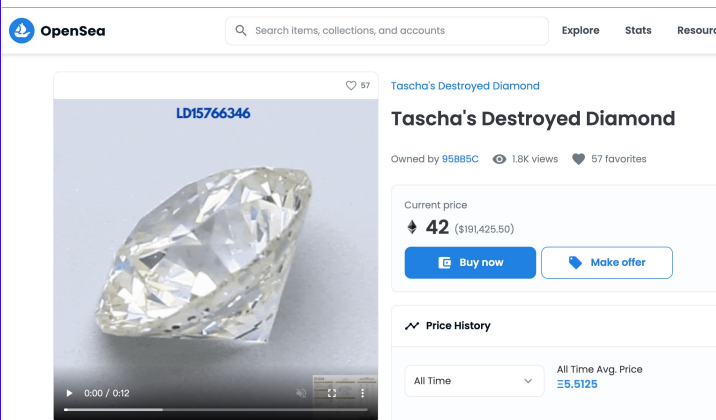 OpenSea
Search items, collections, and accounts
Explore
Stats
Resourc
57
LD15766346
0:00 / 0:12
Tascha's Destroyed Diamond
Tascha's Destroyed Diamond
Owned by 95BB5C
1.8K views
57 favorites
Current price
42 ($191,425.50)
Buy now
Make offer
Price History
All Time
All Time Avg. Price
Ξ5.5125